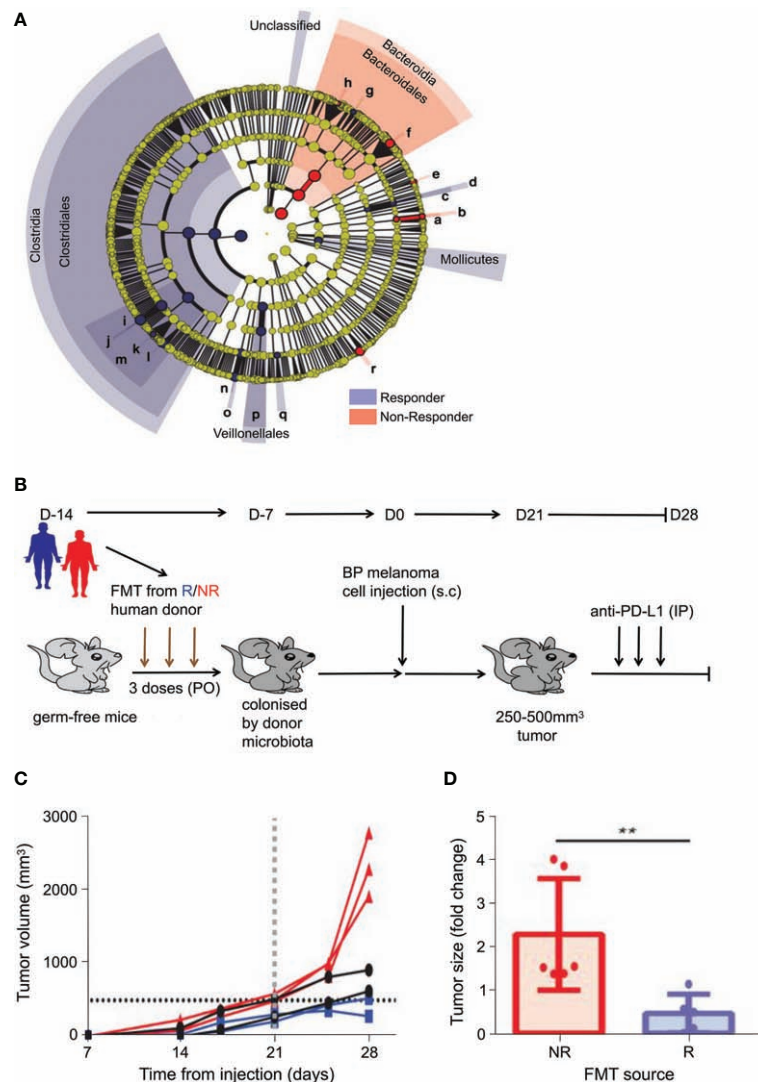 A
Unclassified
Bacteroidia
Bacteroidales
h
g
f
e
d
c
b
a
Clostridia
Clostridiales
Mollicutes
i
j
m
k
l
n
o
p
q
r
Veillonellales
Responder
Non-Responder
B
D-14
D-7
D0
D21
D28
FMT from R/NR
human donor
BP melanoma
cell injection (s.c)
anti-PD-L1 (IP)
3 doses (PO)
germ-free mice
colonised
by donor
microbiota
250-500mm³
tumor
C
Tumor volume (mm³)
3000
2000
1000
0
7
14
21
28
Time from injection (days)
D
Tumor size (fold change)
5
4
3
2
1
0
**
NR
R
FMT source